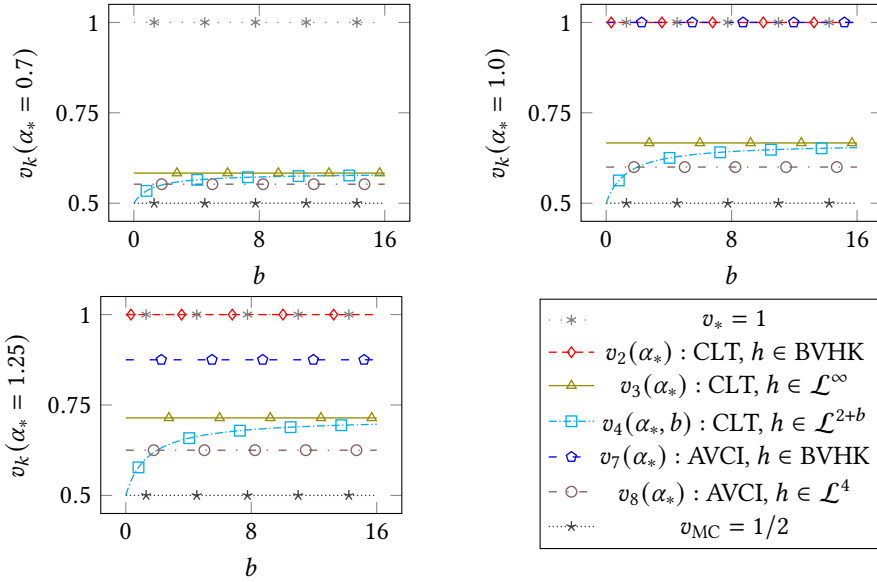 1
0.75
0.5
v_k(α_* = 0.7)
0
8
16
b
1
0.75
0.5
v_k(α_* = 1.0)
0
8
16
b
1
0.75
0.5
v_k(α_* = 1.25)
0
8
16
b
v_* = 1
v_2(α_*) : CLT, h ∈ BVHK
v_3(α_*) : CLT, h ∈ 𝓛^∞
v_4(α_*, b) : CLT, h ∈ 𝓛^{2+b}
v_7(α_*) : AVCI, h ∈ BVHK
v_8(α_*) : AVCI, h ∈ 𝓛^4
v_MC = 1/2